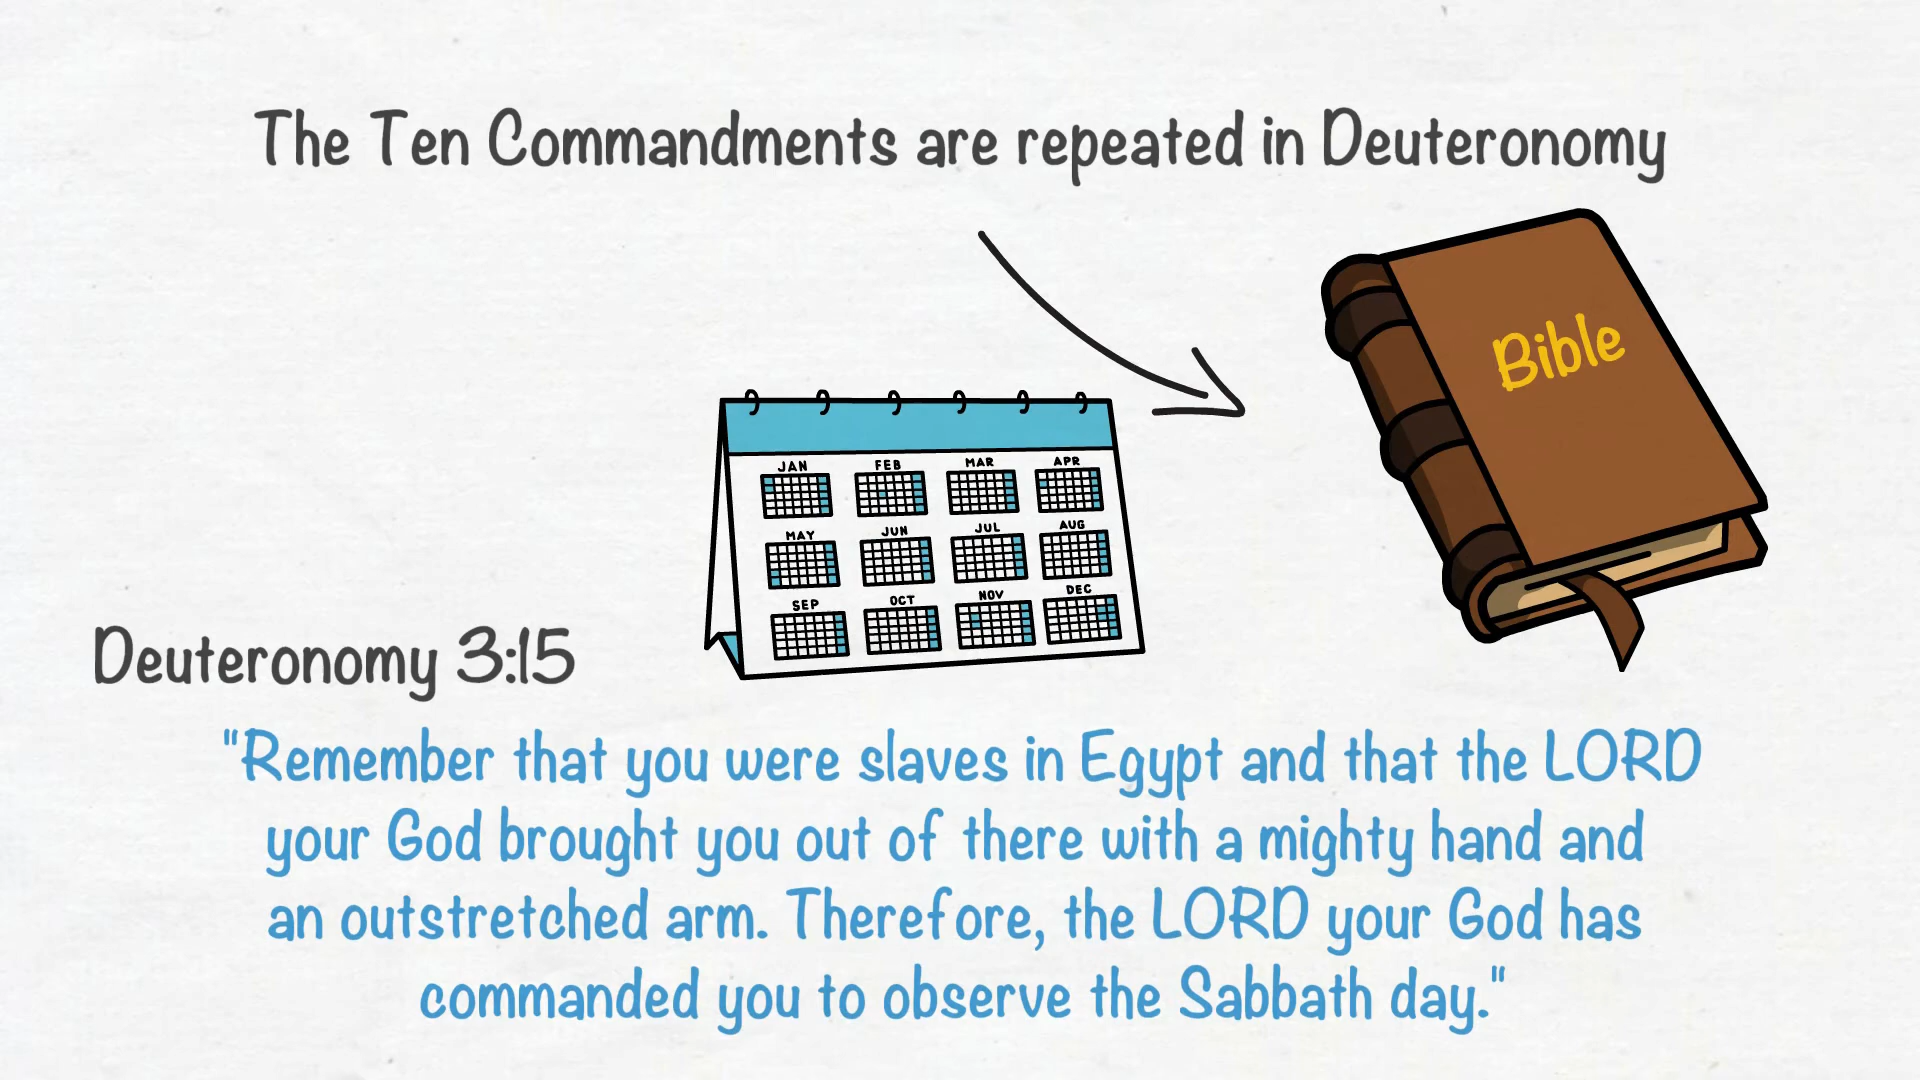 The Ten Commandments are repeated in Deuteronomy
Bible
JAN FEB MAR APR
MAY JUN JUL AUG
SEP OCT NOV DEC
Deuteronomy 3:15
"Remember that you were slaves in Egypt and that the LORD
your God brought you out of there with a mighty hand and
an outstretched arm. Therefore, the LORD your God has
commanded you to observe the Sabbath day."